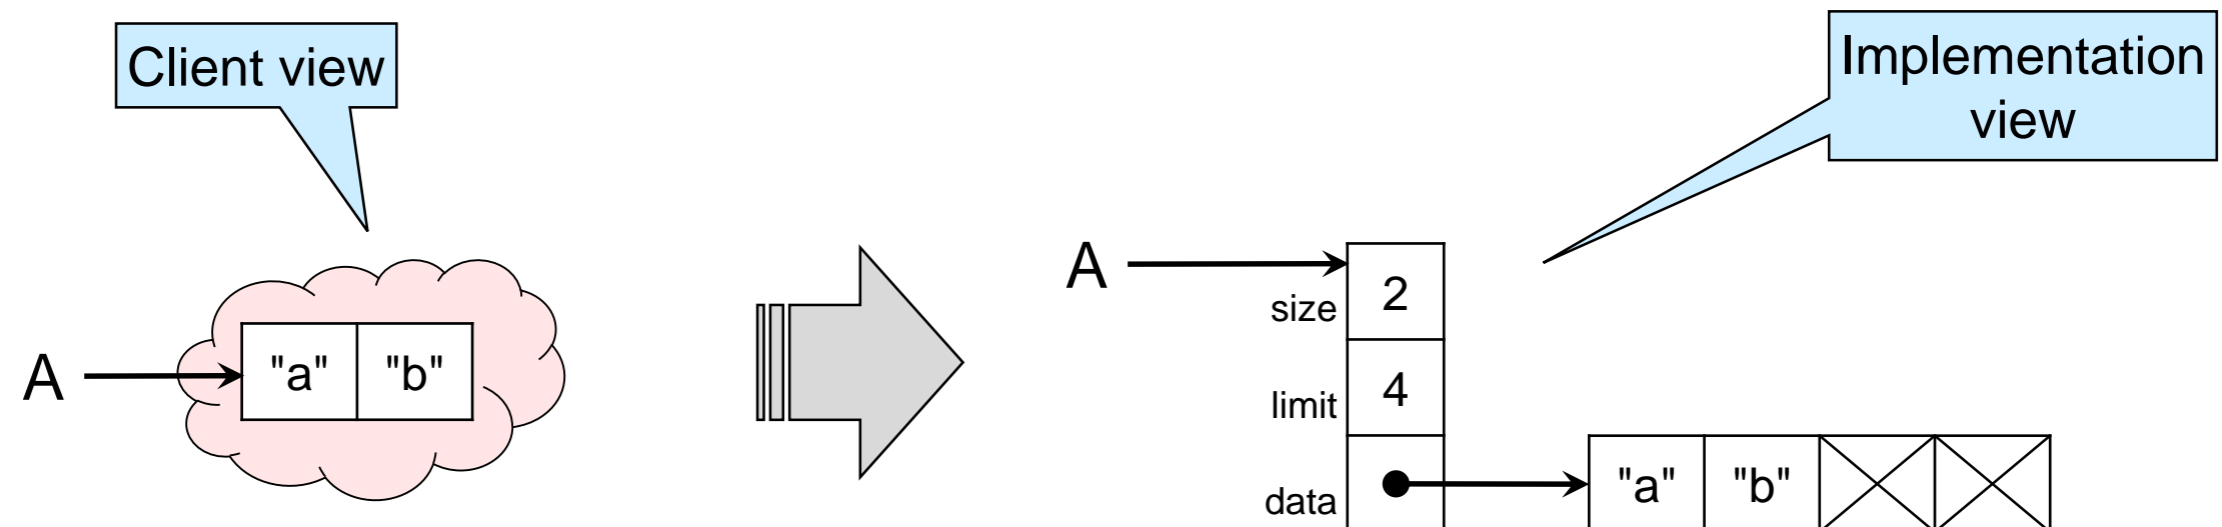 Client view
Implementation
view
A
"a" "b"
A
size 2
limit 4
data "a" "b"